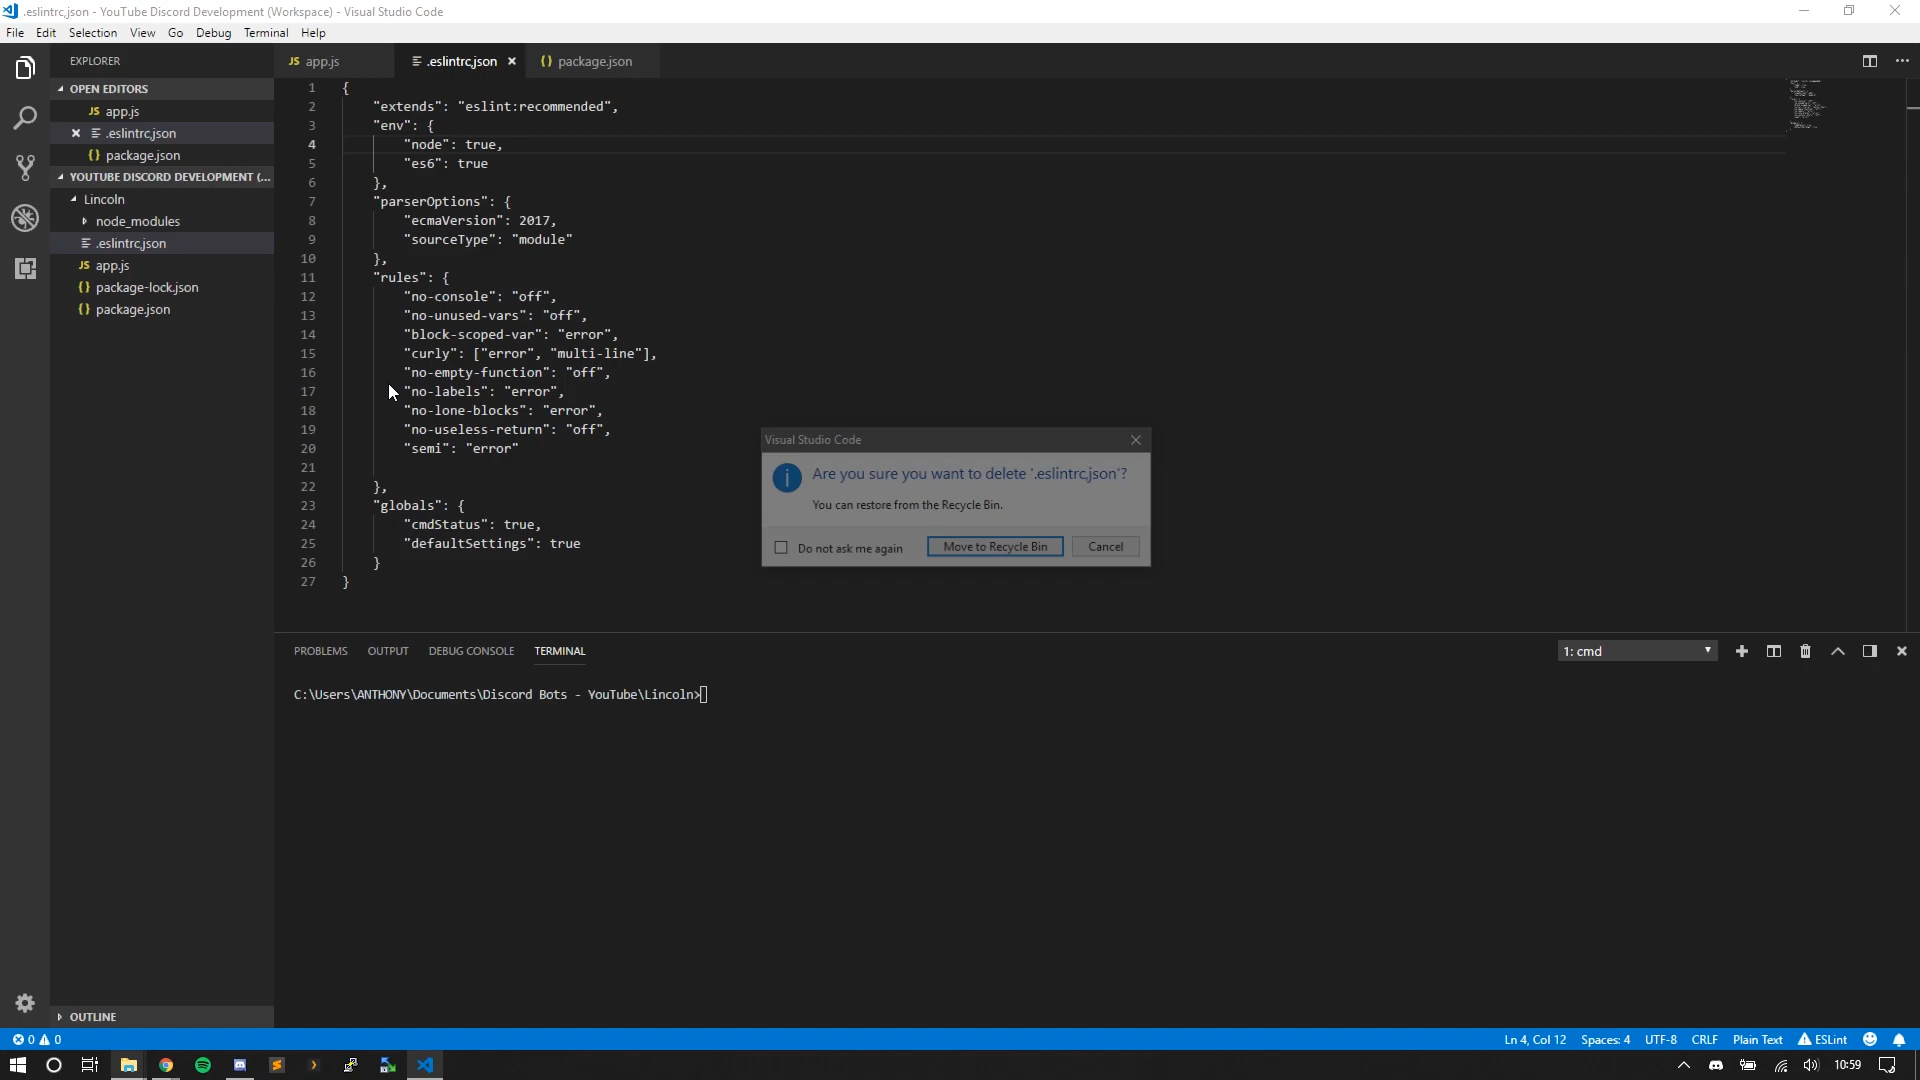 .eslintrc.json - YouTube Discord Development (Workspace) - Visual Studio Code
File Edit Selection View Go Debug Terminal Help
EXPLORER
OPEN EDITORS
JS app.js
.eslintrc.json
{} package.json
YOUTUBE DISCORD DEVELOPMENT (...
Lincoln
node_modules
.eslintrc.json
JS app.js
{} package-lock.json
{} package.json
OUTLINE
JS app.js
.eslintrc.json
{} package.json
1 {
2 "extends": "eslint:recommended",
3 "env": {
4 "node": true,
5 "es6": true
6 },
7 "parserOptions": {
8 "ecmaVersion": 2017,
9 "sourceType": "module"
10 },
11 "rules": {
12 "no-console": "off",
13 "no-unused-vars": "off",
14 "block-scoped-var": "error",
15 "curly": ["error", "multi-line"],
16 "no-empty-function": "off",
17 "no-labels": "error",
18 "no-lone-blocks": "error",
19 "no-useless-return": "off",
20 "semi": "error"
21
22 },
23 "globals": {
24 "cmdStatus": true,
25 "defaultSettings": true
26 }
27 }
Visual Studio Code
Are you sure you want to delete '.eslintrc.json'?
You can restore from the Recycle Bin.
Do not ask me again
Move to Recycle Bin
Cancel
PROBLEMS OUTPUT DEBUG CONSOLE TERMINAL
1: cmd
C:\Users\ANTHONY\Documents\Discord Bots - YouTube\Lincoln>
0 0
Ln 4, Col 12 Spaces: 4 UTF-8 CRLF Plain Text ESLint
10:59